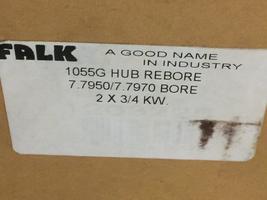 FALK A GOOD NAME
IN INDUSTRY
1055G HUB REBORE
7.7950/7.7970 BORE
2 X 3/4 KW.